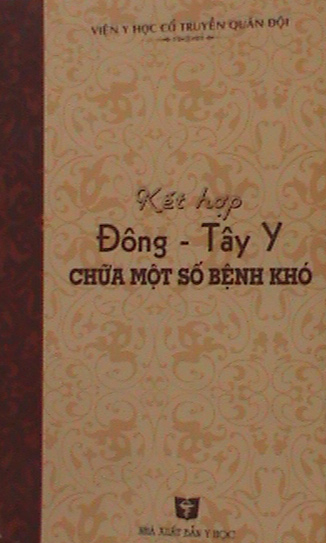 VIỆN Y HỌC CỔ TRUYỀN QUÂN ĐỘI
Kết hợp
Đông - Tây Y
CHỮA MỘT SỐ BỆNH KHÓ
NHÀ XUẤT BẢN Y HỌC